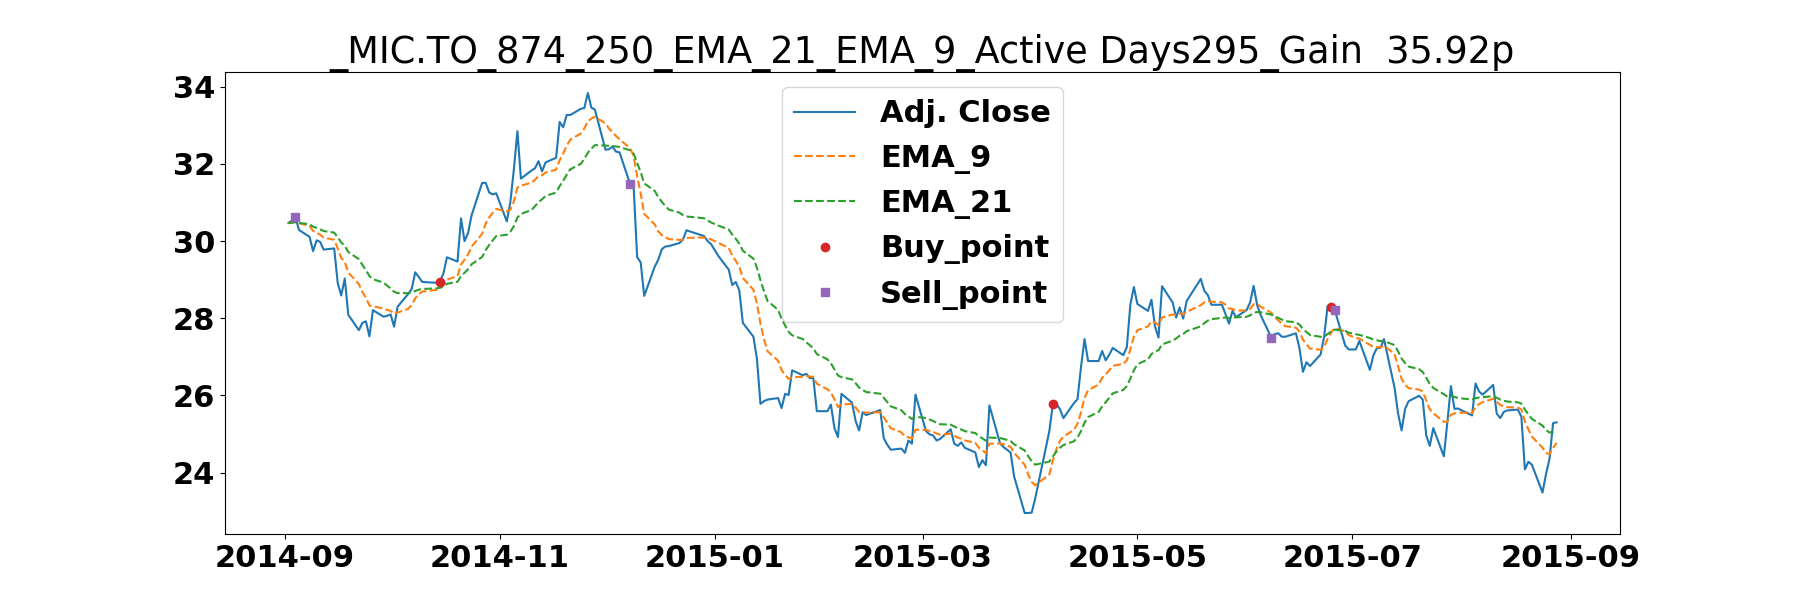 _MIC.TO_874_250_EMA_21_EMA_9_Active Days295_Gain  35.92p
34
32
30
28
26
24
Adj. Close
EMA_9
EMA_21
Buy_point
Sell_point
2014-09 2014-11 2015-01 2015-03 2015-05 2015-07 2015-09